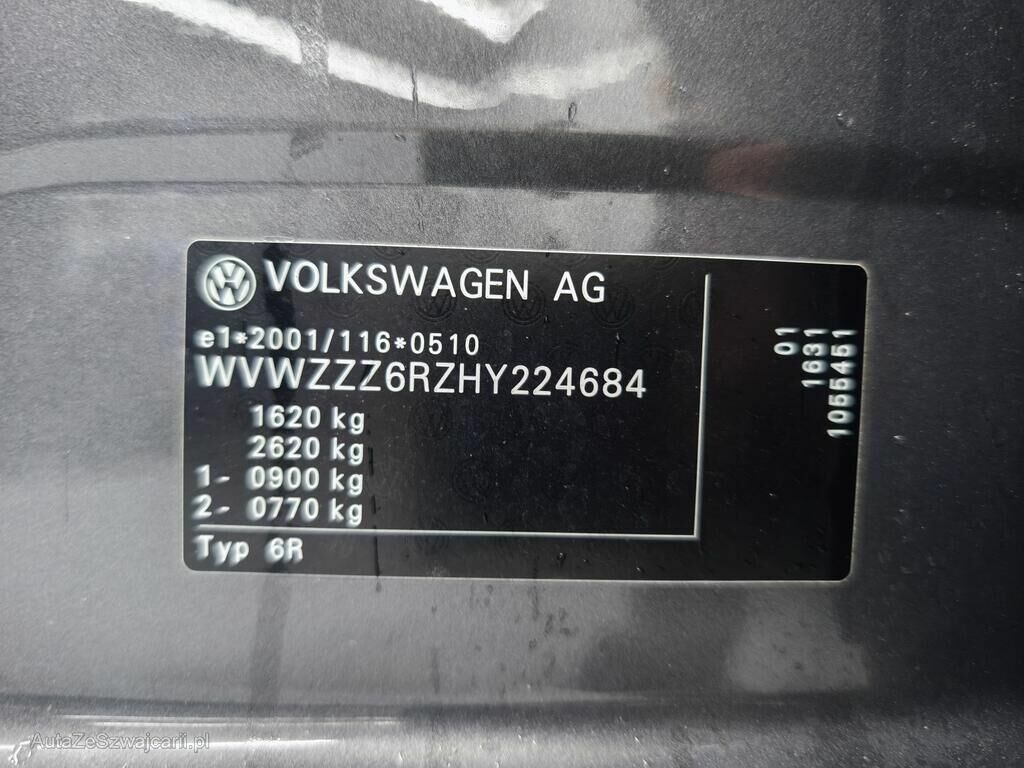 VOLKSWAGEN AG
e1*2001/116*0510
WVWZZZ6RZHY224684
1620 kg
2620 kg
1- 0900 kg
2- 0770 kg
Typ 6R
01
1631
1055451
AutaZeSzwajcarii.pl